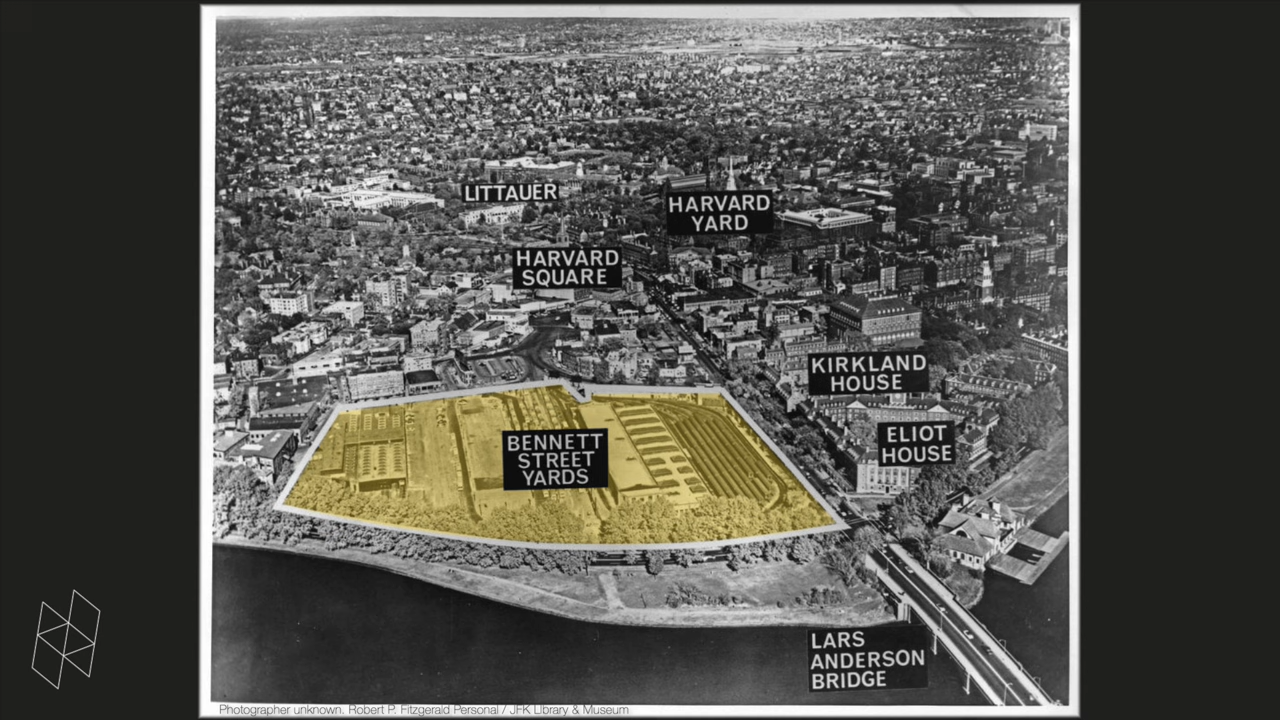 LITTAUER
HARVARD
YARD
HARVARD
SQUARE
KIRKLAND
HOUSE
ELIOT
HOUSE
BENNETT
STREET
YARDS
LARS
ANDERSON
BRIDGE
Photographer unknown. Robert P. Fitzgerald Personal / JFK Library & Museum